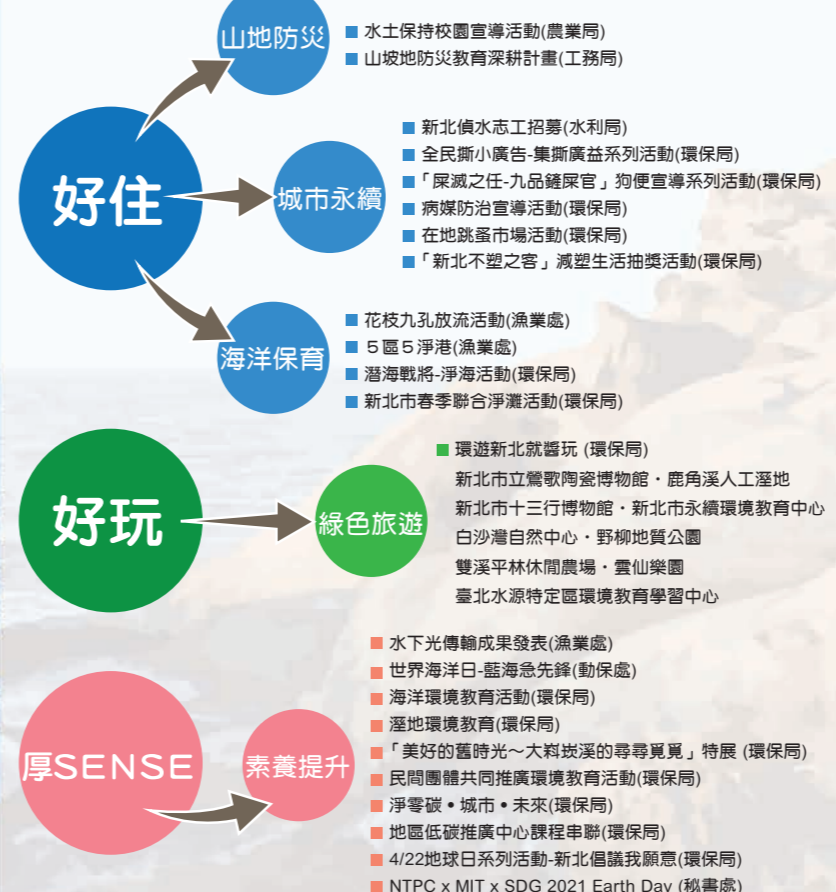 山地防災
■ 水土保持校園宣導活動(農業局)
■ 山坡地防災教育深耕計畫(工務局)
好住
城市永續
■ 新北偵水志工招募(水利局)
■ 全民撕小廣告-集撕廣益系列活動(環保局)
■「屎滅之任-九品鏟屎官」狗便宣導系列活動(環保局)
■ 病媒防治宣導活動(環保局)
■ 在地跳蚤市場活動(環保局)
■「新北不塑之客」減塑生活抽獎活動(環保局)
海洋保育
■ 花枝九孔放流活動(漁業處)
■ 5區5淨港(漁業處)
■ 潛海戰將-淨海活動(環保局)
■ 新北市春季聯合淨灘活動(環保局)
好玩
綠色旅遊
■ 環遊新北就醬玩 (環保局)
新北市立鶯歌陶瓷博物館・鹿角溪人工溼地
新北市十三行博物館・新北市永續環境教育中心
白沙灣自然中心・野柳地質公園
雙溪平林休閒農場・雲仙樂園
臺北水源特定區環境教育學習中心
厚SENSE
素養提升
■ 水下光傳輸成果發表(漁業處)
■ 世界海洋日-藍海急先鋒(動保處)
■ 海洋環境教育活動(環保局)
■ 溼地環境教育(環保局)
■「美好的舊時光～大料崁溪的尋尋覓覓」特展 (環保局)
■ 民間團體共同推廣環境教育活動(環保局)
■ 淨零碳•城市•未來(環保局)
■ 地區低碳推廣中心課程串聯(環保局)
■ 4/22地球日系列活動-新北倡議我願意(環保局)
■ NTPC x MIT x SDG 2021 Earth Day (秘書處)